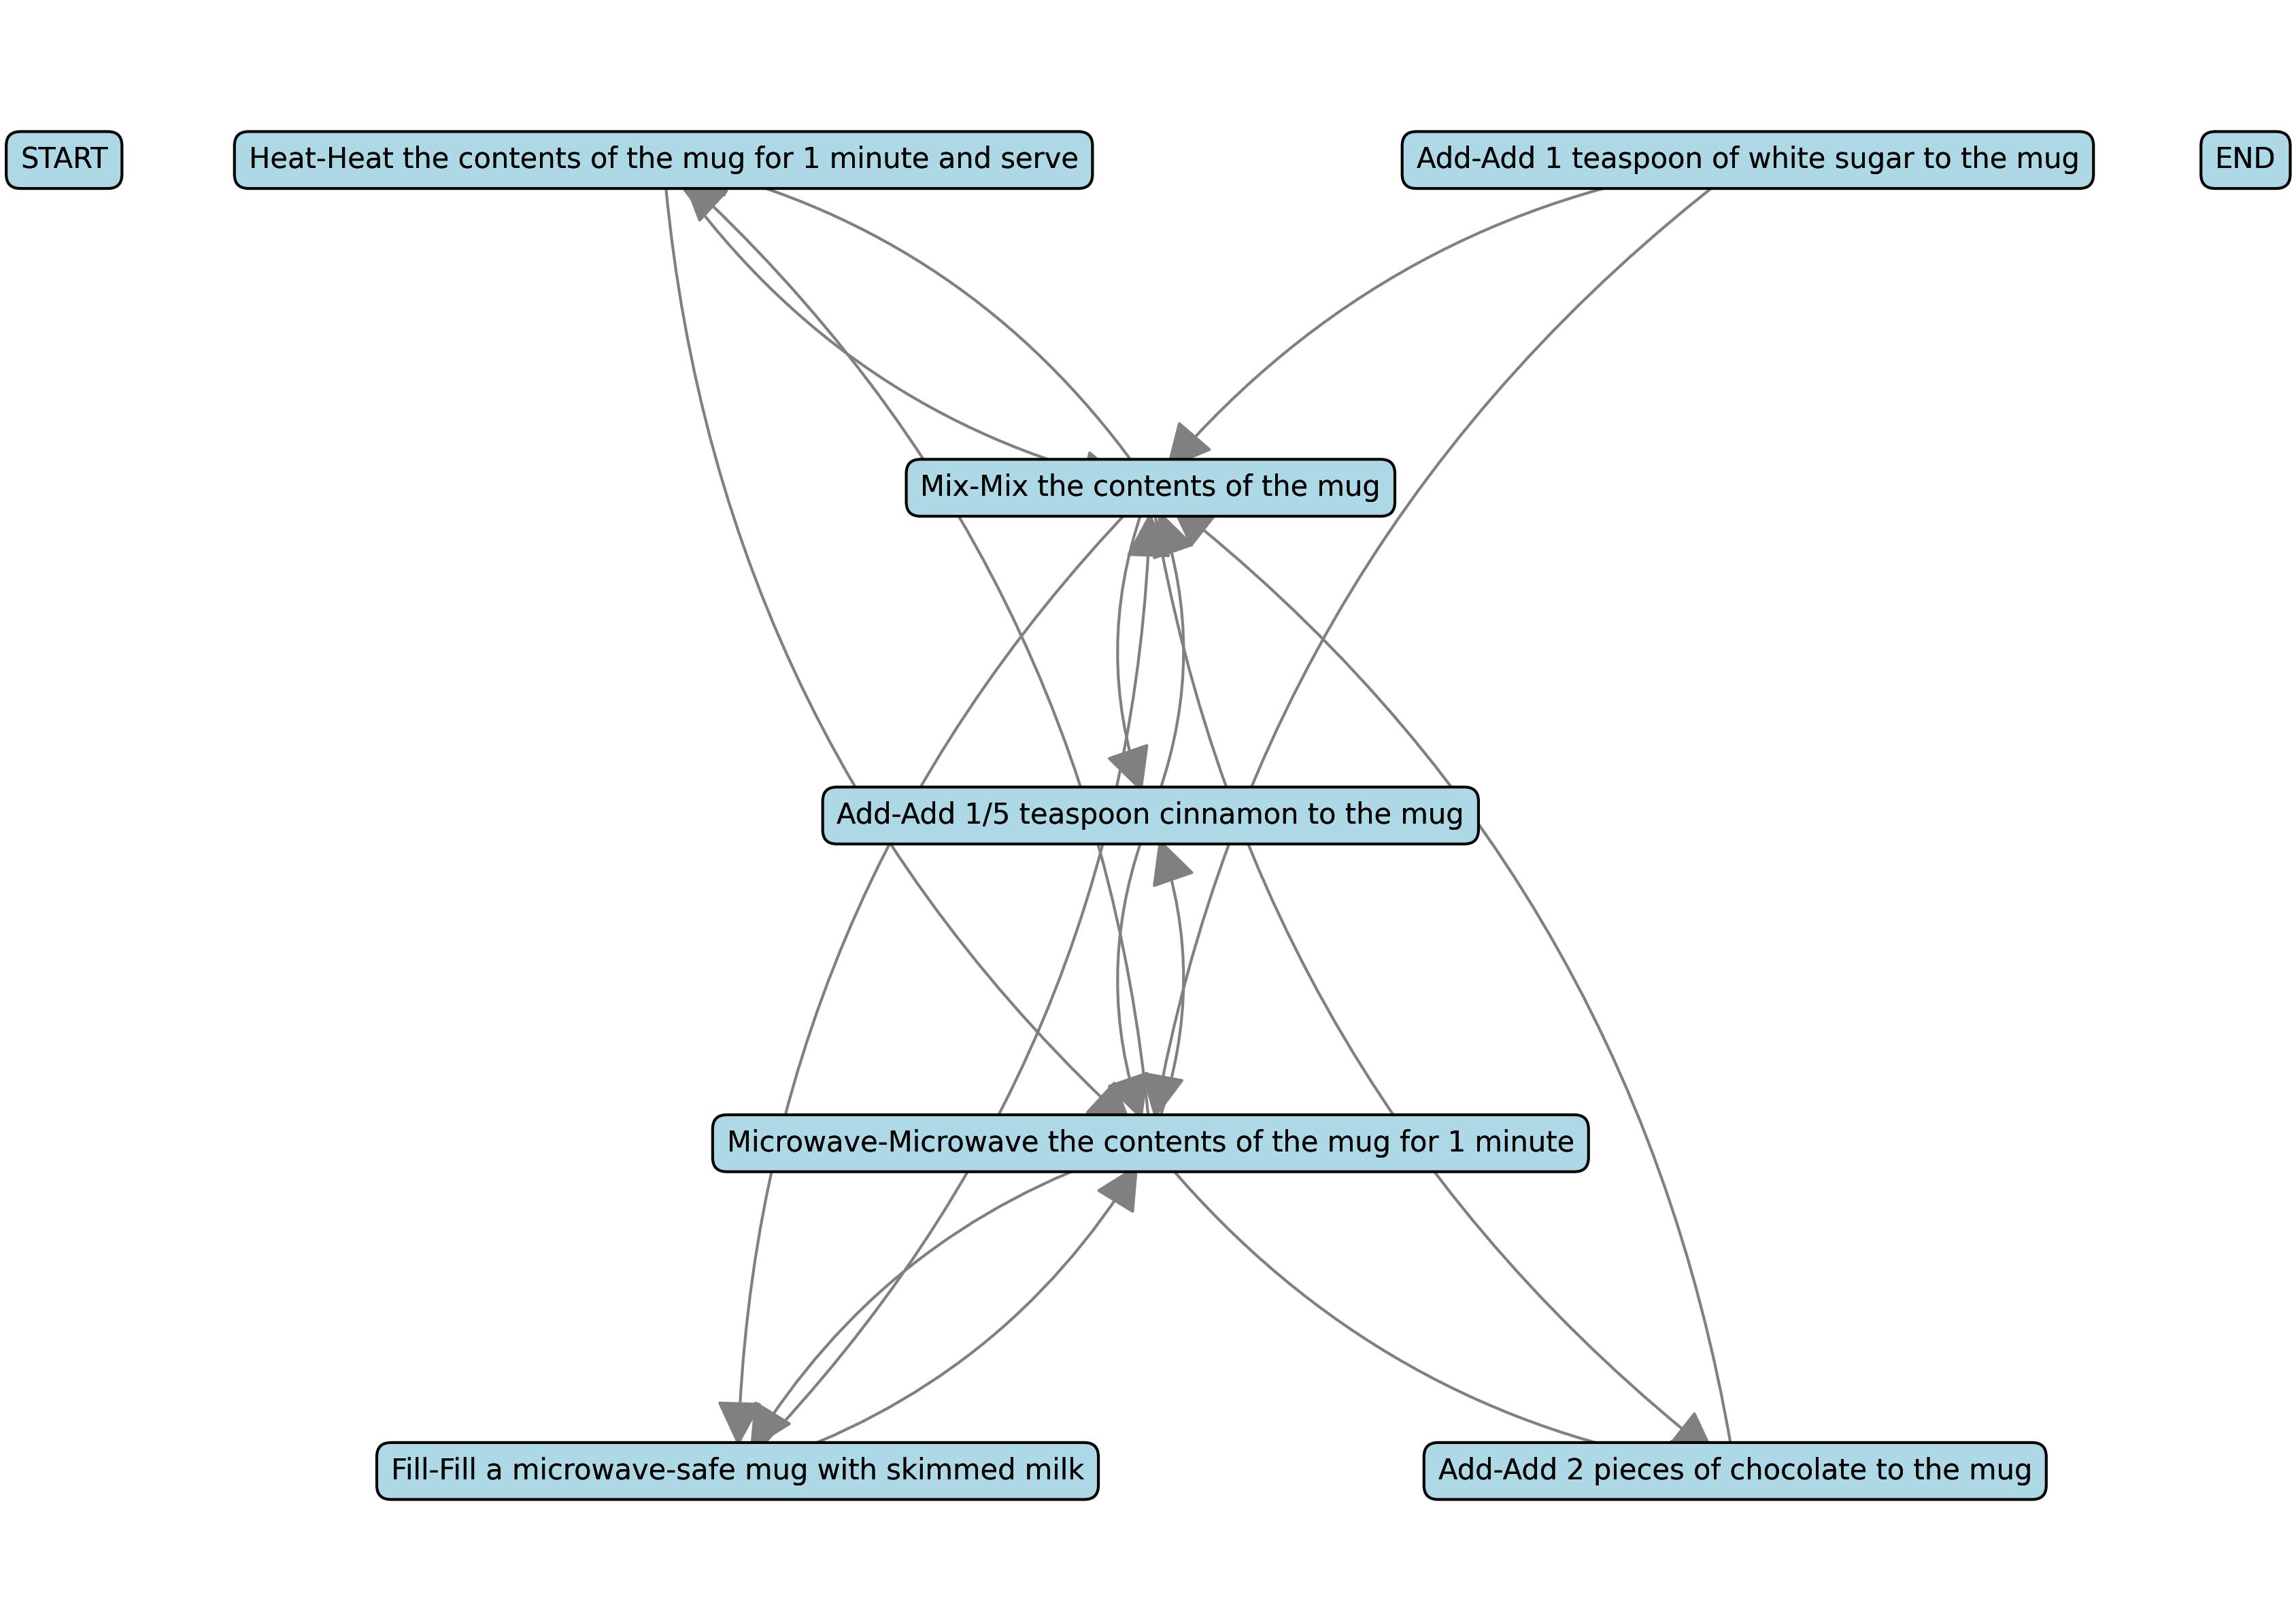 START
Heat-Heat the contents of the mug for 1 minute and serve
Add-Add 1 teaspoon of white sugar to the mug
END
Mix-Mix the contents of the mug
Add-Add 1/5 teaspoon cinnamon to the mug
Microwave-Microwave the contents of the mug for 1 minute
Fill-Fill a microwave-safe mug with skimmed milk
Add-Add 2 pieces of chocolate to the mug